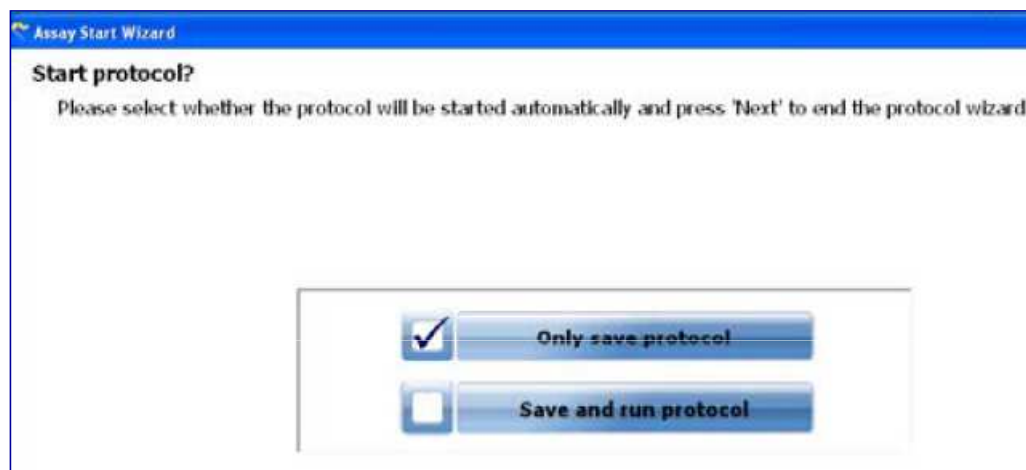 Assay Start Wizard
Start protocol?
Please select whether the protocol will be started automatically and press 'Next' to end the protocol wizard
Only save protocol
Save and run protocol